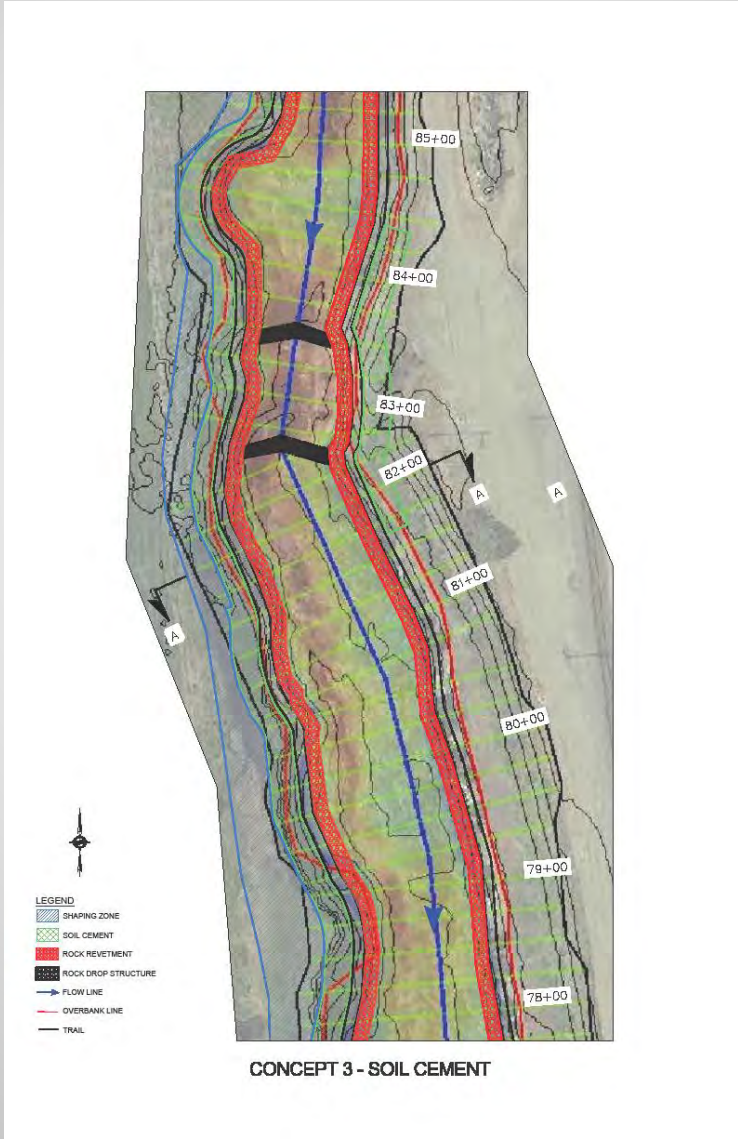 85+00
84+00
83+00
82+00
A
A
81+00
A
80+00
79+00
78+00
LEGEND
SHAPING ZONE
SOIL CEMENT
ROCK REVETMENT
ROCK DROP STRUCTURE
FLOW LINE
OVERBANK LINE
TRAIL
CONCEPT 3 - SOIL CEMENT